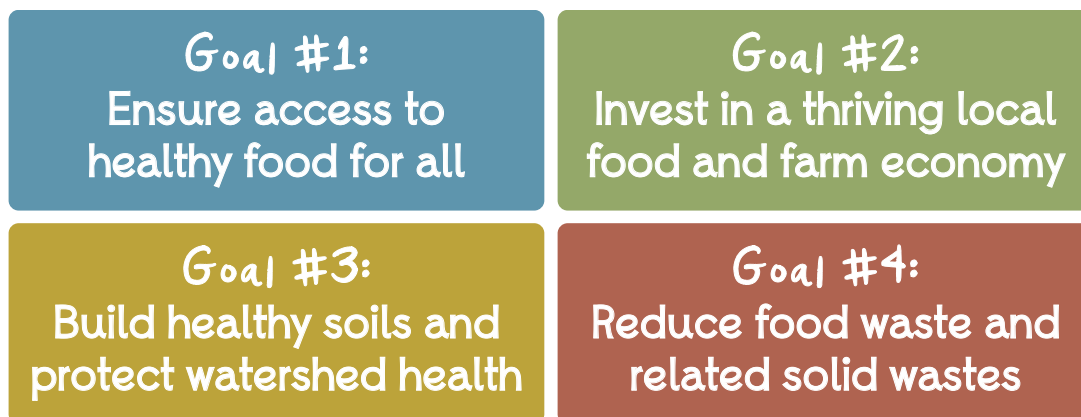 Goal #1:
Ensure access to
healthy food for all
Goal #2:
Invest in a thriving local
food and farm economy
Goal #3:
Build healthy soils and
protect watershed health
Goal #4:
Reduce food waste and
related solid wastes